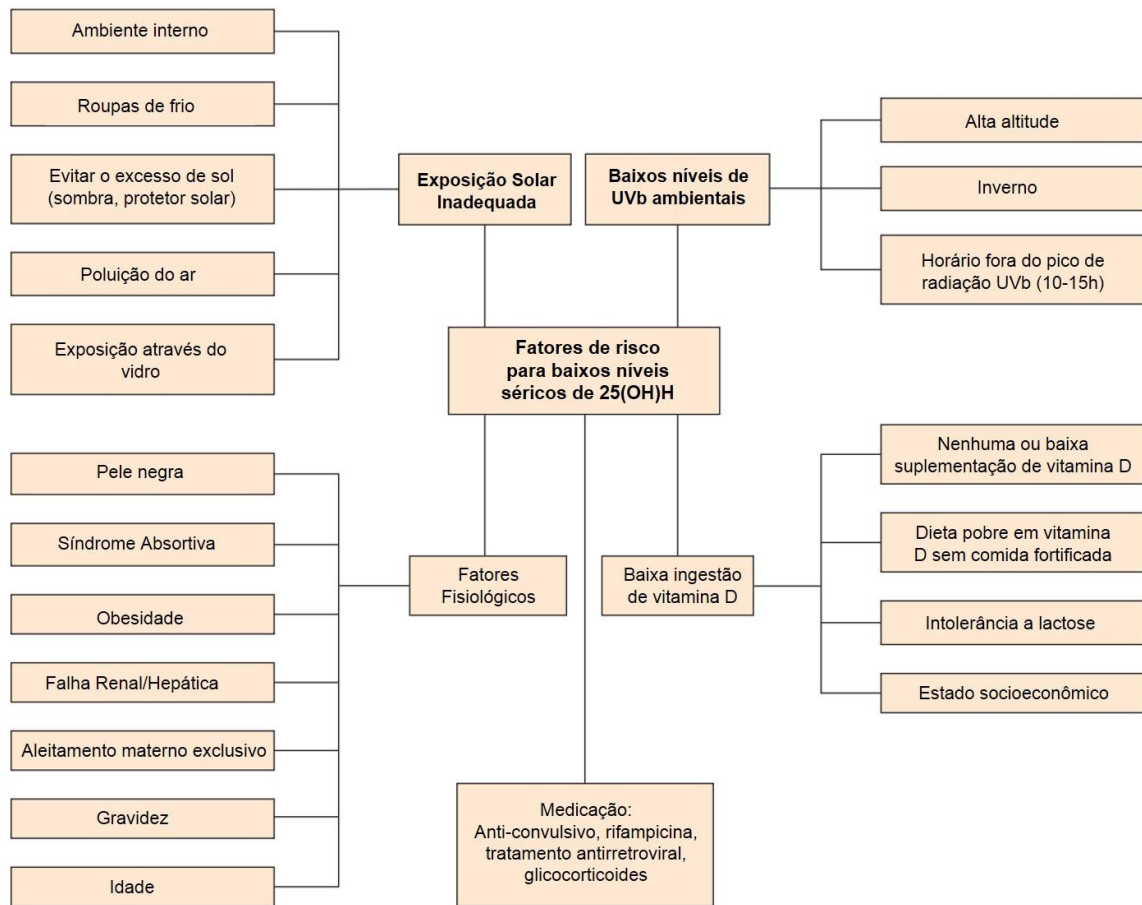 Ambiente interno
Roupas de frio
Evitar o excesso de sol
(sombra, protetor solar)
Poluição do ar
Exposição através do
vidro
Exposição Solar
Inadequada
Baixos níveis de
UVb ambientais
Alta altitude
Inverno
Horário fora do pico de
radiação UVb (10-15h)
Fatores de risco
para baixos níveis
séricos de 25(OH)H
Pele negra
Síndrome Absortiva
Obesidade
Falha Renal/Hepática
Aleitamento materno exclusivo
Gravidez
Idade
Fatores
Fisiológicos
Baixa ingestão
de vitamina D
Nenhuma ou baixa
suplementação de vitamina D
Dieta pobre em vitamina
D sem comida fortificada
Intolerância a lactose
Estado socioeconômico
Medicação:
Anti-convulsivo, rifampicina,
tratamento antirretroviral,
glicocorticoides